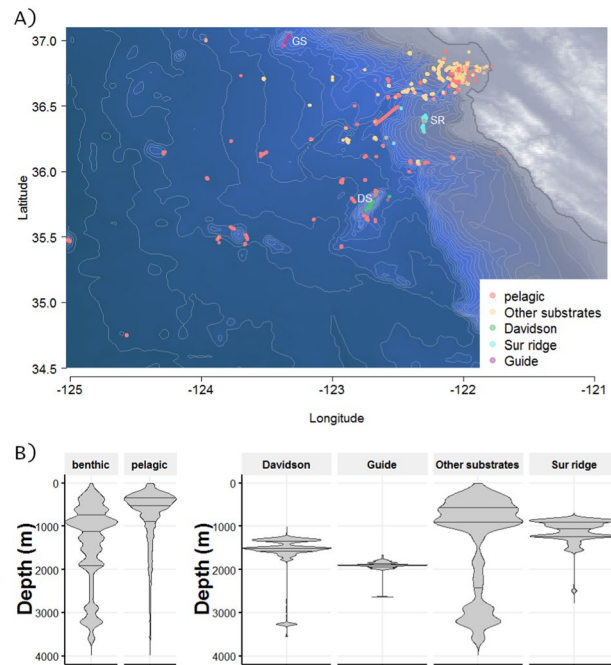 A)
37.0
36.5
36.0
35.5
35.0
34.5
Latitude
GS
SR
DS
pelagic
Other substrates
Davidson
Sur ridge
Guide
-125
-124
-123
-122
-121
Longitude
B)
benthic
pelagic
Davidson
Guide
Other substrates
Sur ridge
Depth (m)
0
1000
2000
3000
4000
Depth (m)
0
1000
2000
3000
4000